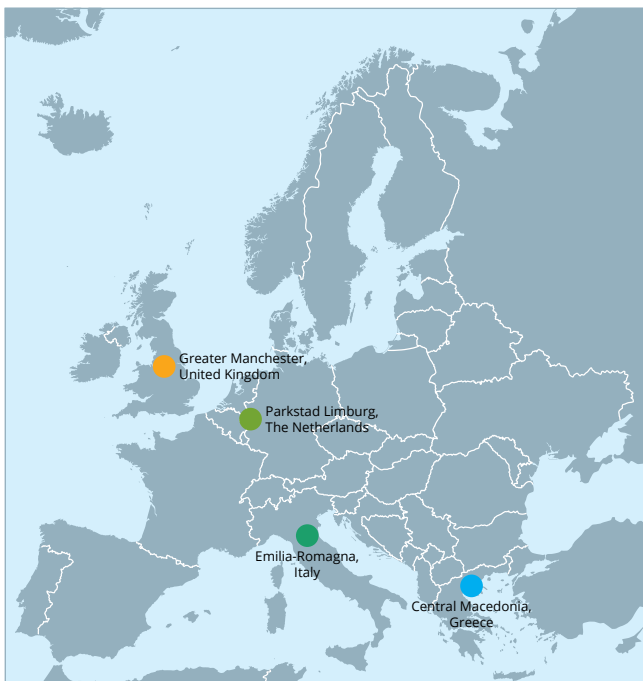 Greater Manchester,
United Kingdom
Parkstad Limburg,
The Netherlands
Emilia-Romagna,
Italy
Central Macedonia,
Greece